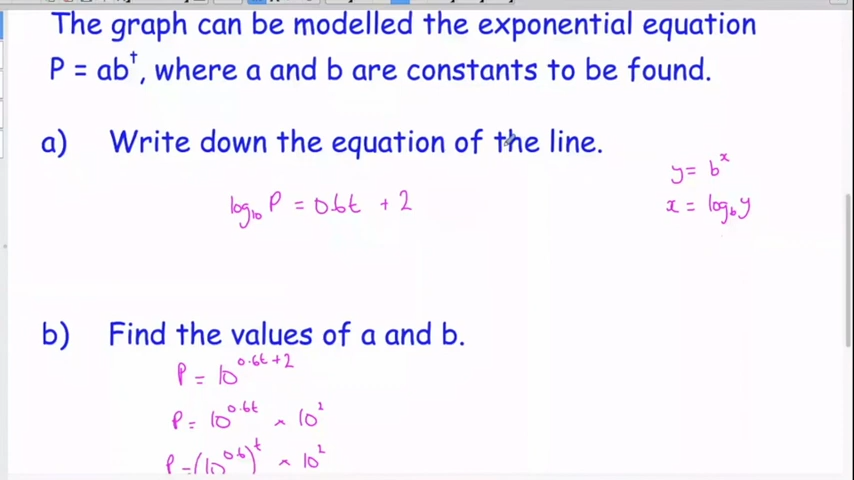 The graph can be modelled the exponential equation
P = abᵗ, where a and b are constants to be found.
a) Write down the equation of the line.
y = bˣ
log₁₀ P = 0.6t + 2
x = log_b y
b) Find the values of a and b.
P = 10^(0.6t + 2)
P = 10^(0.6t) × 10²
P = (10^(0.6))^t × 10²